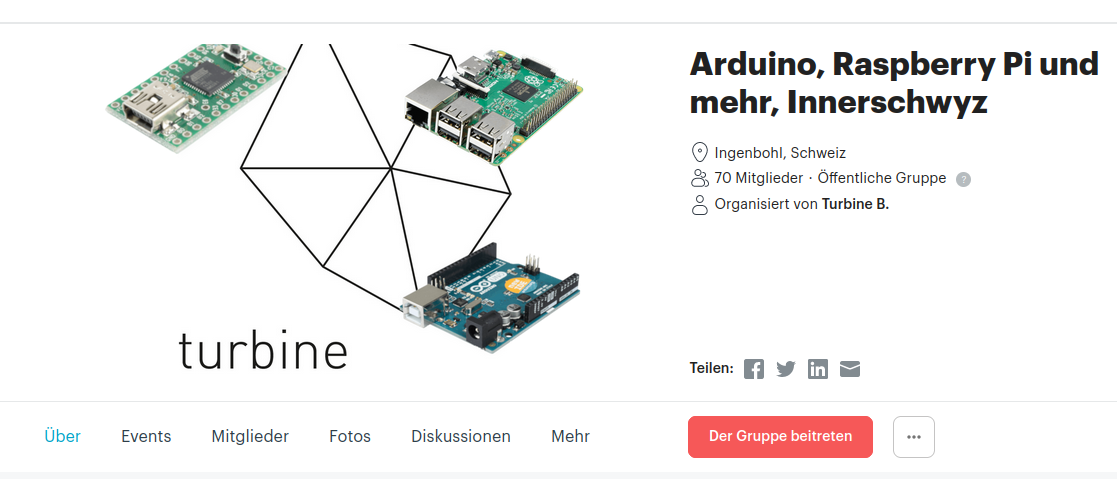 turbine
Arduino, Raspberry Pi und
mehr, Innerschwyz
Ingenbohl, Schweiz
70 Mitglieder · Öffentliche Gruppe ?
Organisiert von Turbine B.
Teilen:
Über Events Mitglieder Fotos Diskussionen Mehr
Der Gruppe beitreten